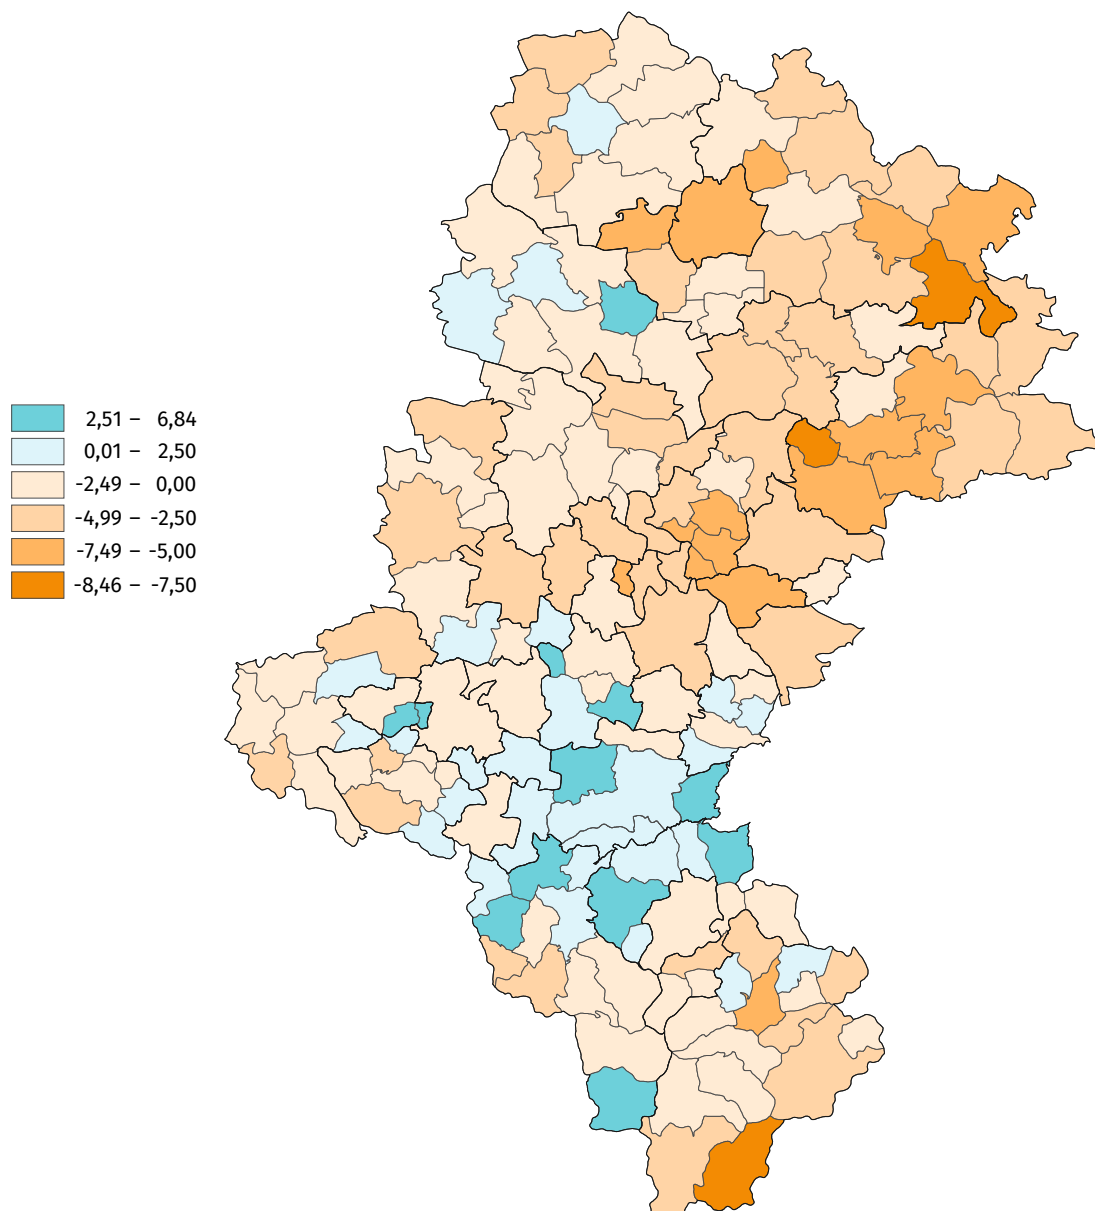 2,51 – 6,84
0,01 – 2,50
-2,49 – 0,00
-4,99 – -2,50
-7,49 – -5,00
-8,46 – -7,50